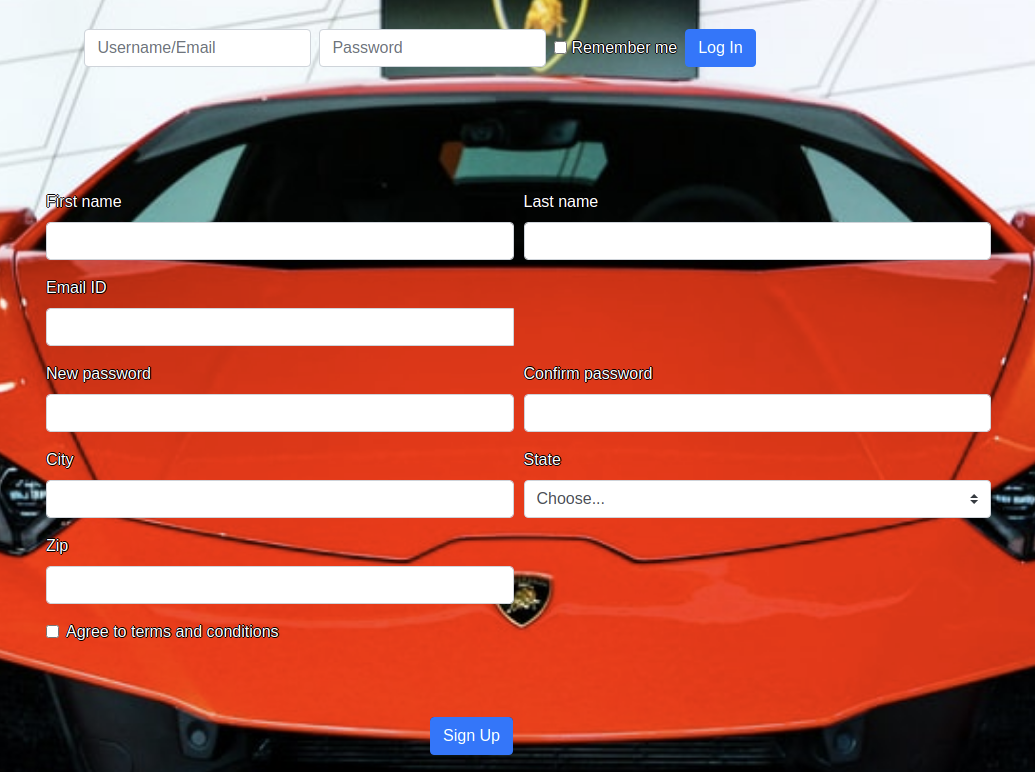 Username/Email Password Remember me Log In
First name Last name
Email ID
New password Confirm password
City State
Choose...
Zip
Agree to terms and conditions
Sign Up